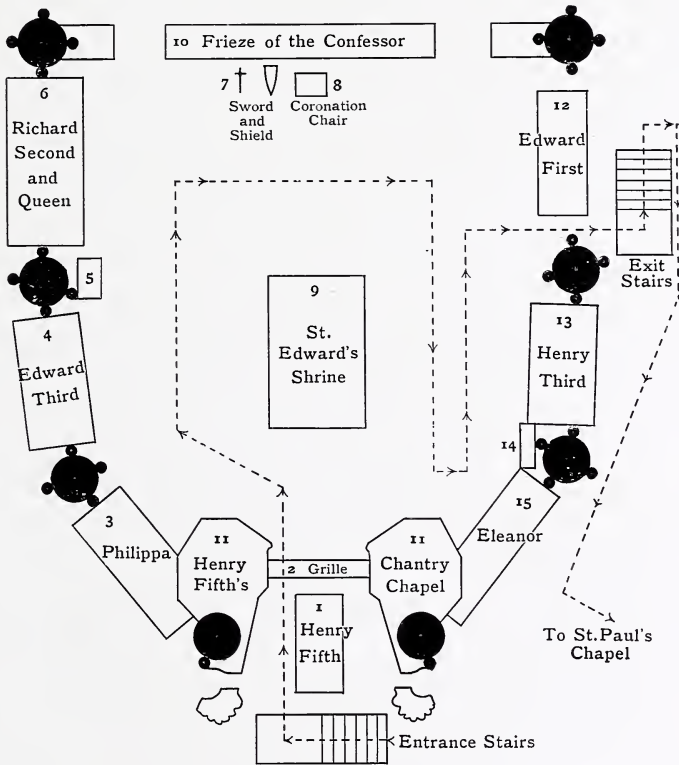 10 Frieze of the Confessor
7
8
Sword
and
Shield
Coronation
Chair
6
Richard
Second
and
Queen
12
Edward
First
5
Exit
Stairs
9
St.
Edward's
Shrine
4
Edward
Third
13
Henry
Third
14
3
Philippa
11
Henry
Fifth's
2 Grille
11
Chantry
Chapel
15
Eleanor
1
Henry
Fifth
To St.Paul's
Chapel
Entrance Stairs